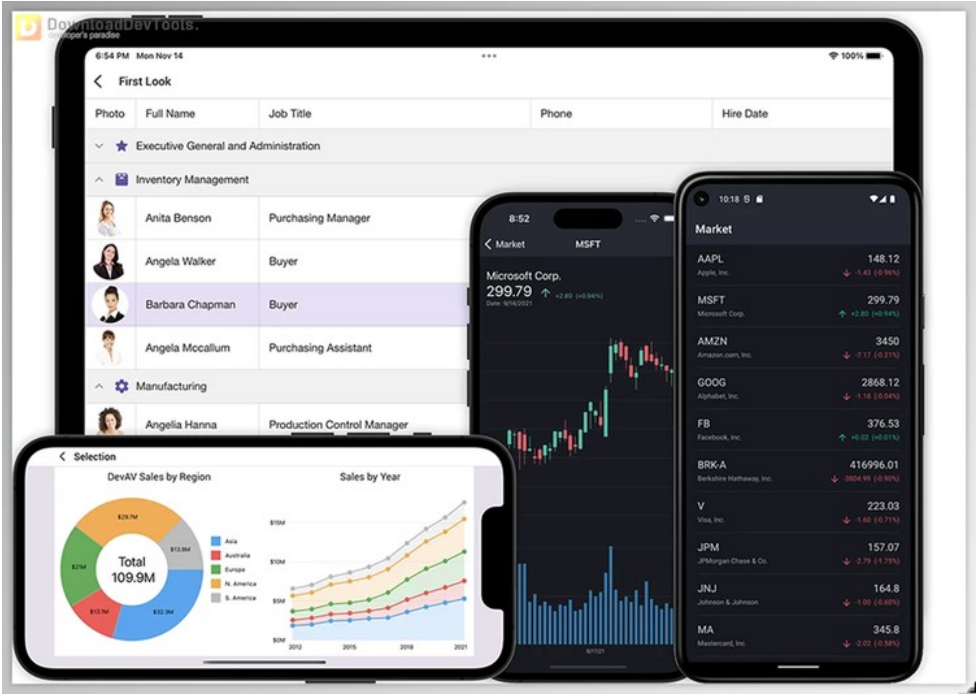 DownloadDevTools.
developer's paradise
6:54 PM Mon Nov 14
100%
First Look
Photo Full Name Job Title Phone Hire Date
Executive General and Administration
Inventory Management
Anita Benson Purchasing Manager
Angela Walker Buyer
Barbara Chapman Buyer
Angela Mccallum Purchasing Assistant
Manufacturing
Angelia Hanna Production Control Manager
8:52
Market MSFT
Microsoft Corp.
299.79 +2.80 (+0.94%)
Date: 9/14/2021
8/17/21
10:18
Market
AAPL 148.12
Apple, Inc. -1.43 (-0.96%)
MSFT 299.79
Microsoft Corp. +2.80 (+0.94%)
AMZN 3450
Amazon.com, Inc. -7.17 (-0.21%)
GOOG 2868.12
Alphabet, Inc. -1.18 (-0.04%)
FB 376.53
Facebook, Inc. +0.02 (+0.01%)
BRK-A 416996.01
Berkshire Hathaway, Inc. -3804.99 (-0.90%)
V 223.03
Visa, Inc. -1.60 (-0.71%)
JPM 157.07
JPMorgan Chase & Co. -2.79 (-1.75%)
JNJ 164.8
Johnson & Johnson -1.00 (-0.60%)
MA 345.8
Mastercard, Inc. -2.02 (-0.58%)
Selection
DevAV Sales by Region
$29.7M
$13.8M
$21M
Total
109.9M
$13.1M
$32.3M
Asia
Australia
Europe
N. America
S. America
Sales by Year
$15M
$10M
$5M
$0M
2012 2015 2018 2021